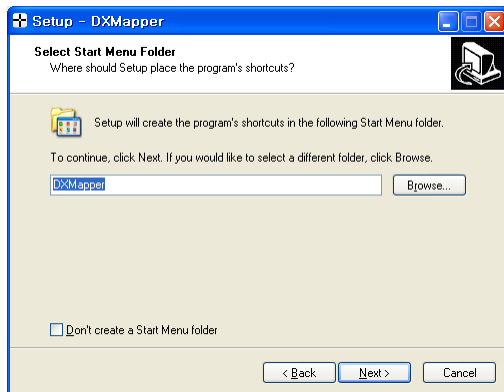 Setup - DXMapper
Select Start Menu Folder
Where should Setup place the program's shortcuts?
Setup will create the program's shortcuts in the following Start Menu folder.
To continue, click Next. If you would like to select a different folder, click Browse.
DXMapper
Browse...
Don't create a Start Menu folder
< Back
Next >
Cancel